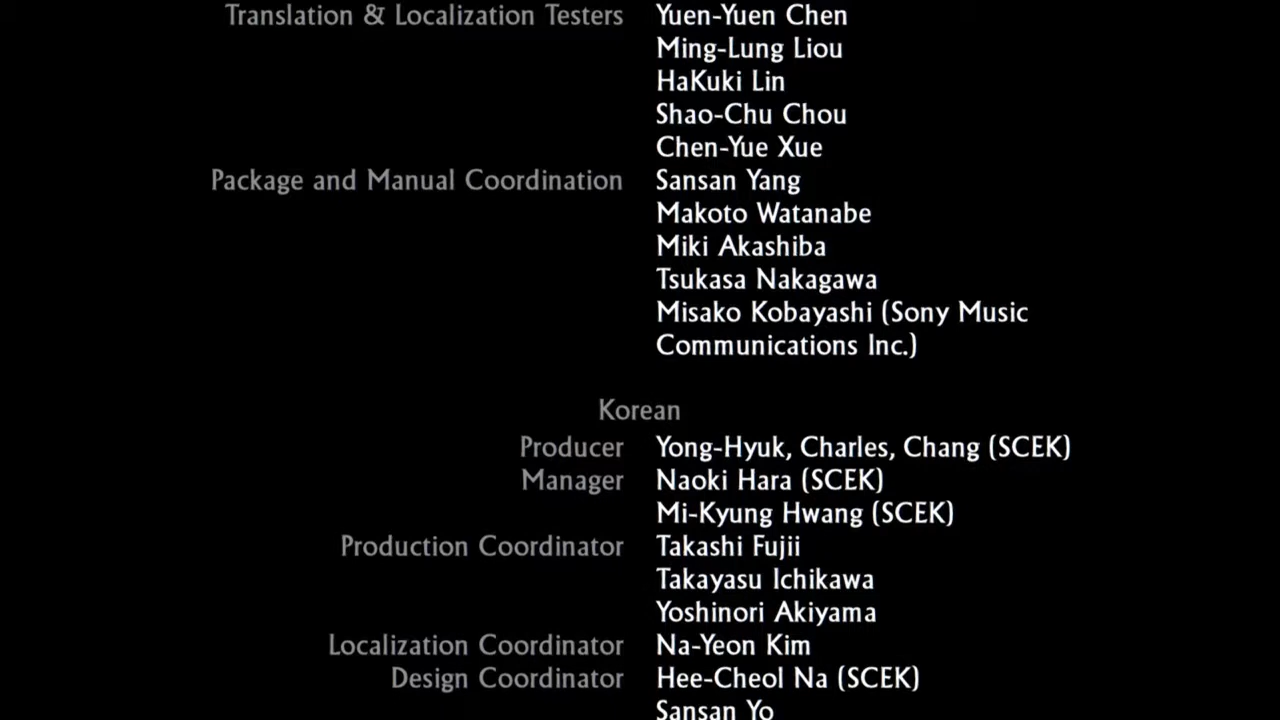 Translation & Localization Testers Yuen-Yuen Chen
Ming-Lung Liou
HaKuki Lin
Shao-Chu Chou
Chen-Yue Xue
Package and Manual Coordination Sansan Yang
Makoto Watanabe
Miki Akashiba
Tsukasa Nakagawa
Misako Kobayashi (Sony Music
Communications Inc.)
Korean
Producer Yong-Hyuk, Charles, Chang (SCEK)
Manager Naoki Hara (SCEK)
Mi-Kyung Hwang (SCEK)
Production Coordinator Takashi Fujii
Takayasu Ichikawa
Yoshinori Akiyama
Localization Coordinator Na-Yeon Kim
Design Coordinator Hee-Cheol Na (SCEK)
Sansan Yo